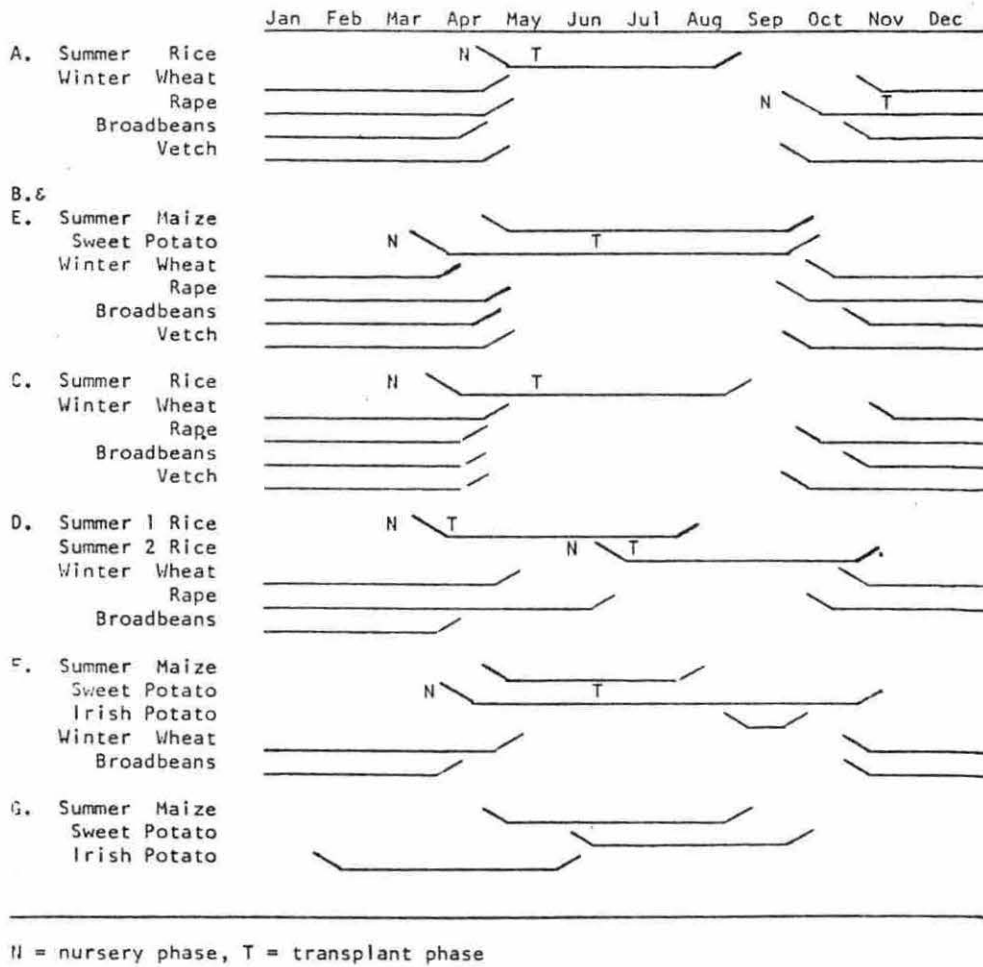 Jan Feb Mar Apr May Jun Jul Aug Sep Oct Nov Dec
A. Summer Rice N T
Winter Wheat
Rape N T
Broadbeans
Vetch
B.&
E. Summer Maize
Sweet Potato N T
Winter Wheat
Rape
Broadbeans
Vetch
C. Summer Rice N T
Winter Wheat
Rape
Broadbeans
Vetch
D. Summer 1 Rice N T
Summer 2 Rice N T
Winter Wheat
Rape
Broadbeans
F. Summer Maize
Sweet Potato N T
Irish Potato
Winter Wheat
Broadbeans
G. Summer Maize
Sweet Potato
Irish Potato
N = nursery phase, T = transplant phase